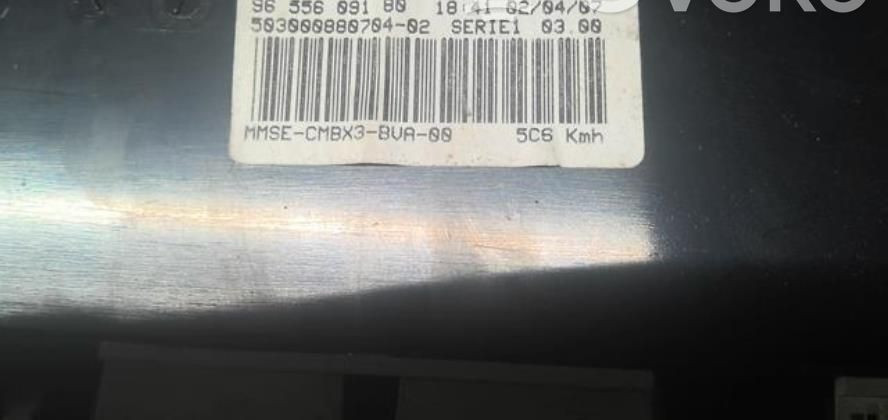 96 556 091 80 18:41 02/04/07
503000880704-02 SERIE1 03.00
MMSE-CMBX3-BVA-00 5C6 Kmh